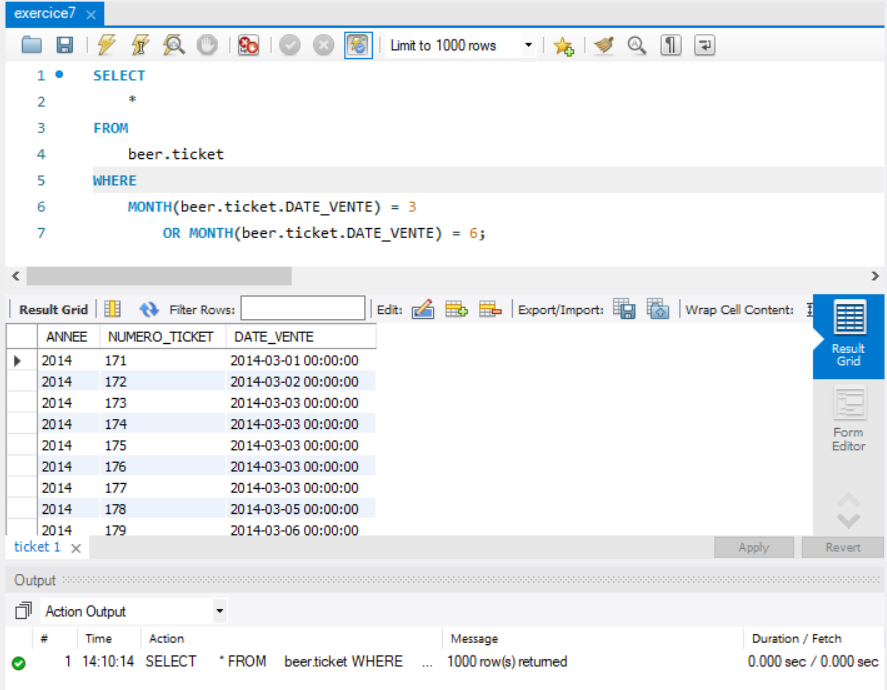 exercice7
Limit to 1000 rows
1 SELECT
2 *
3 FROM
4 beer.ticket
5 WHERE
6 MONTH(beer.ticket.DATE_VENTE) = 3
7 OR MONTH(beer.ticket.DATE_VENTE) = 6;
Result Grid Filter Rows: Edit: Export/Import: Wrap Cell Content:
ANNEE NUMERO_TICKET DATE_VENTE
2014 171 2014-03-01 00:00:00
2014 172 2014-03-02 00:00:00
2014 173 2014-03-03 00:00:00
2014 174 2014-03-03 00:00:00
2014 175 2014-03-03 00:00:00
2014 176 2014-03-03 00:00:00
2014 177 2014-03-03 00:00:00
2014 178 2014-03-05 00:00:00
2014 179 2014-03-06 00:00:00
Result
Grid
Form
Editor
ticket 1 Apply Revert
Output
Action Output
# Time Action Message Duration / Fetch
1 14:10:14 SELECT * FROM beer.ticket WHERE ... 1000 row(s) returned 0.000 sec / 0.000 sec